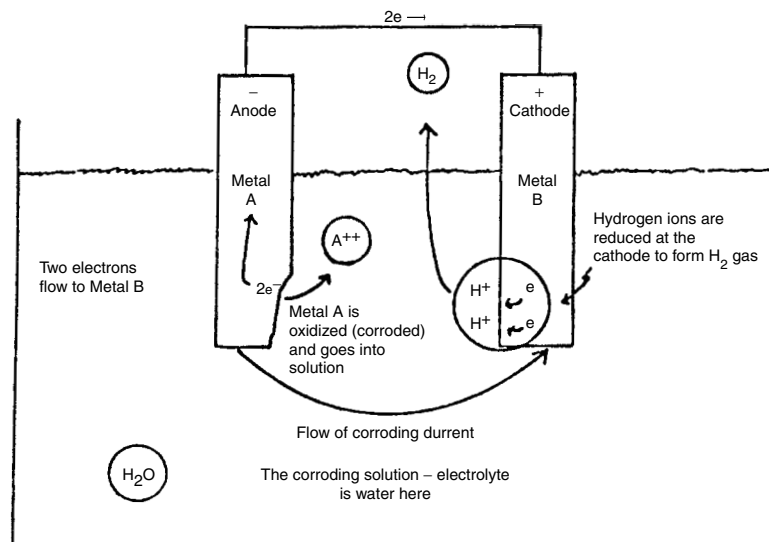 2e →
H2
−
Anode
+
Cathode
Metal
A
Metal
B
A++
Hydrogen ions are
reduced at the
cathode to form H2 gas
Two electrons
flow to Metal B
2e−
H+
e
H+
e
Metal A is
oxidized (corroded)
and goes into
solution
Flow of corroding durrent
H2O
The corroding solution – electrolyte
is water here